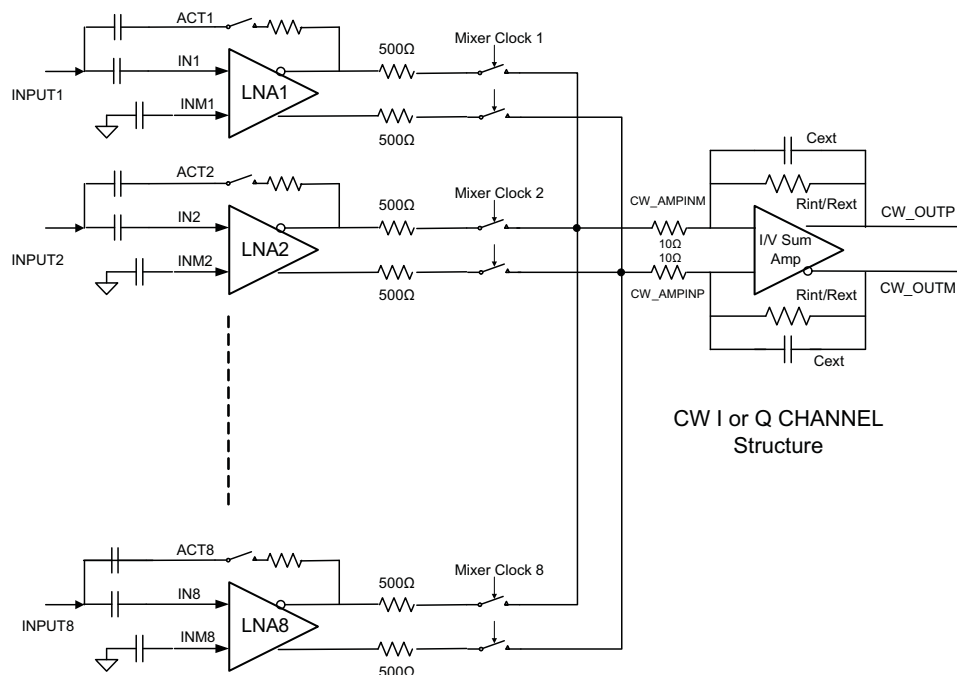 ACT1
500Ω
Mixer Clock 1
INPUT1
IN1
LNA1
INM1
500Ω
ACT2
500Ω
Mixer Clock 2
INPUT2
IN2
LNA2
INM2
500Ω
Cext
Rint/Rext
CW_AMPINM
10Ω
10Ω
CW_AMPINP
I/V Sum
Amp
CW_OUTP
CW_OUTM
Rint/Rext
Cext
CW I or Q CHANNEL
Structure
ACT8
500Ω
Mixer Clock 8
INPUT8
IN8
LNA8
INM8
500Ω